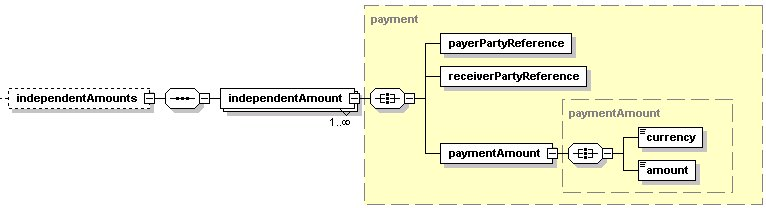 payment
payerPartyReference
receiverPartyReference
independentAmounts
independentAmount
1..∞
paymentAmount
paymentAmount
currency
amount